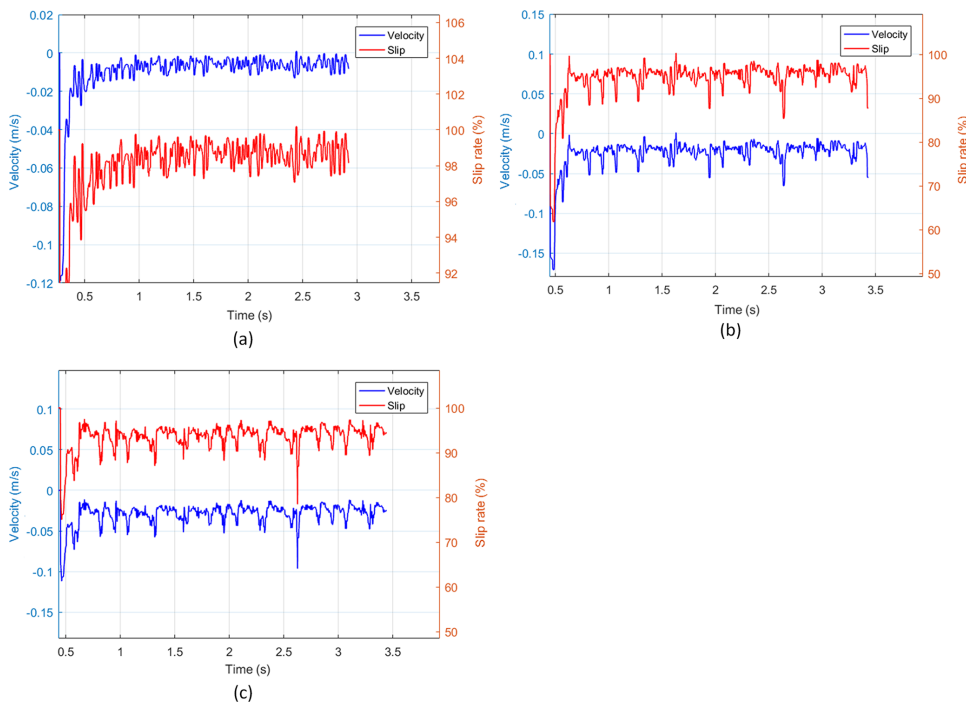 0.02
0
-0.02
-0.04
-0.06
-0.08
-0.1
-0.12
Velocity (m/s)
0.5 1 1.5 2 2.5 3 3.5
Time (s)
106
104
102
100
98
96
94
92
Slip rate (%)
Velocity
Slip
(a)
0.15
0.1
0.05
0
-0.05
-0.1
-0.15
Velocity (m/s)
0.5 1 1.5 2 2.5 3 3.5
Time (s)
100
90
80
70
60
50
Slip rate (%)
Velocity
Slip
(b)
0.1
0.05
0
-0.05
-0.1
-0.15
Velocity (m/s)
0.5 1 1.5 2 2.5 3 3.5
Time (s)
100
90
80
70
60
50
Slip rate (%)
Velocity
Slip
(c)